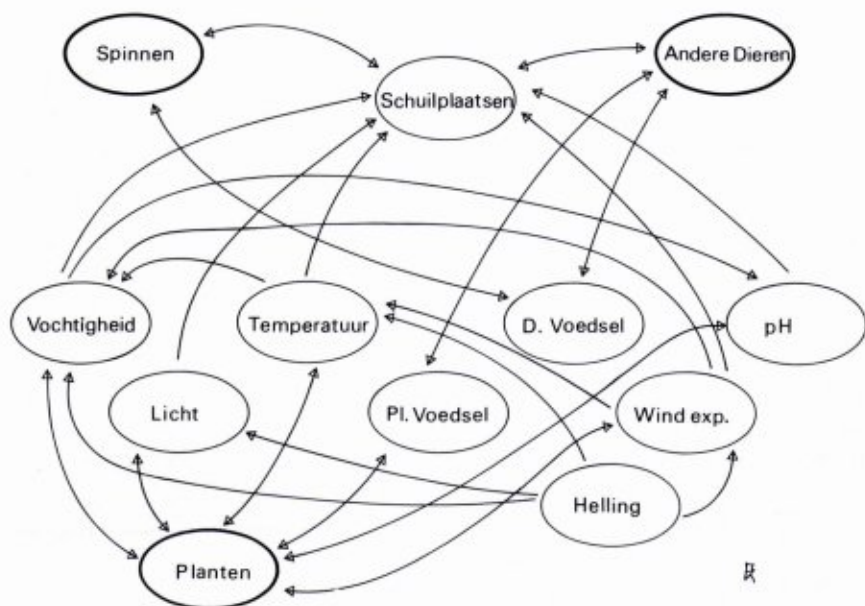 Spinnen
Andere Dieren
Schuilplaatsen
Vochtigheid
Temperatuur
D. Voedsel
pH
Licht
Pl. Voedsel
Wind exp.
Helling
Planten